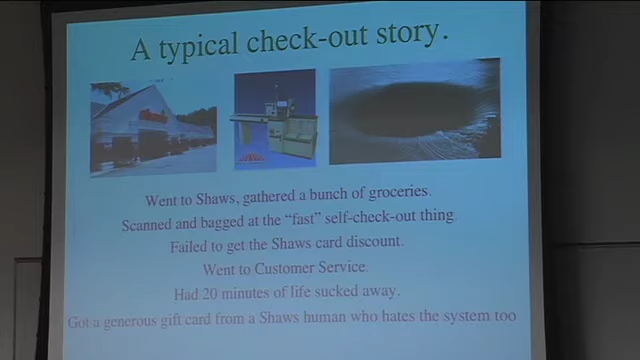 A typical check-out story.
Went to Shaws, gathered a bunch of groceries.
Scanned and bagged at the "fast" self-check-out thing
Failed to get the Shaws card discount.
Went to Customer Service.
Had 20 minutes of life sucked away.
Got a generous gift card from a Shaws human who hates the system too